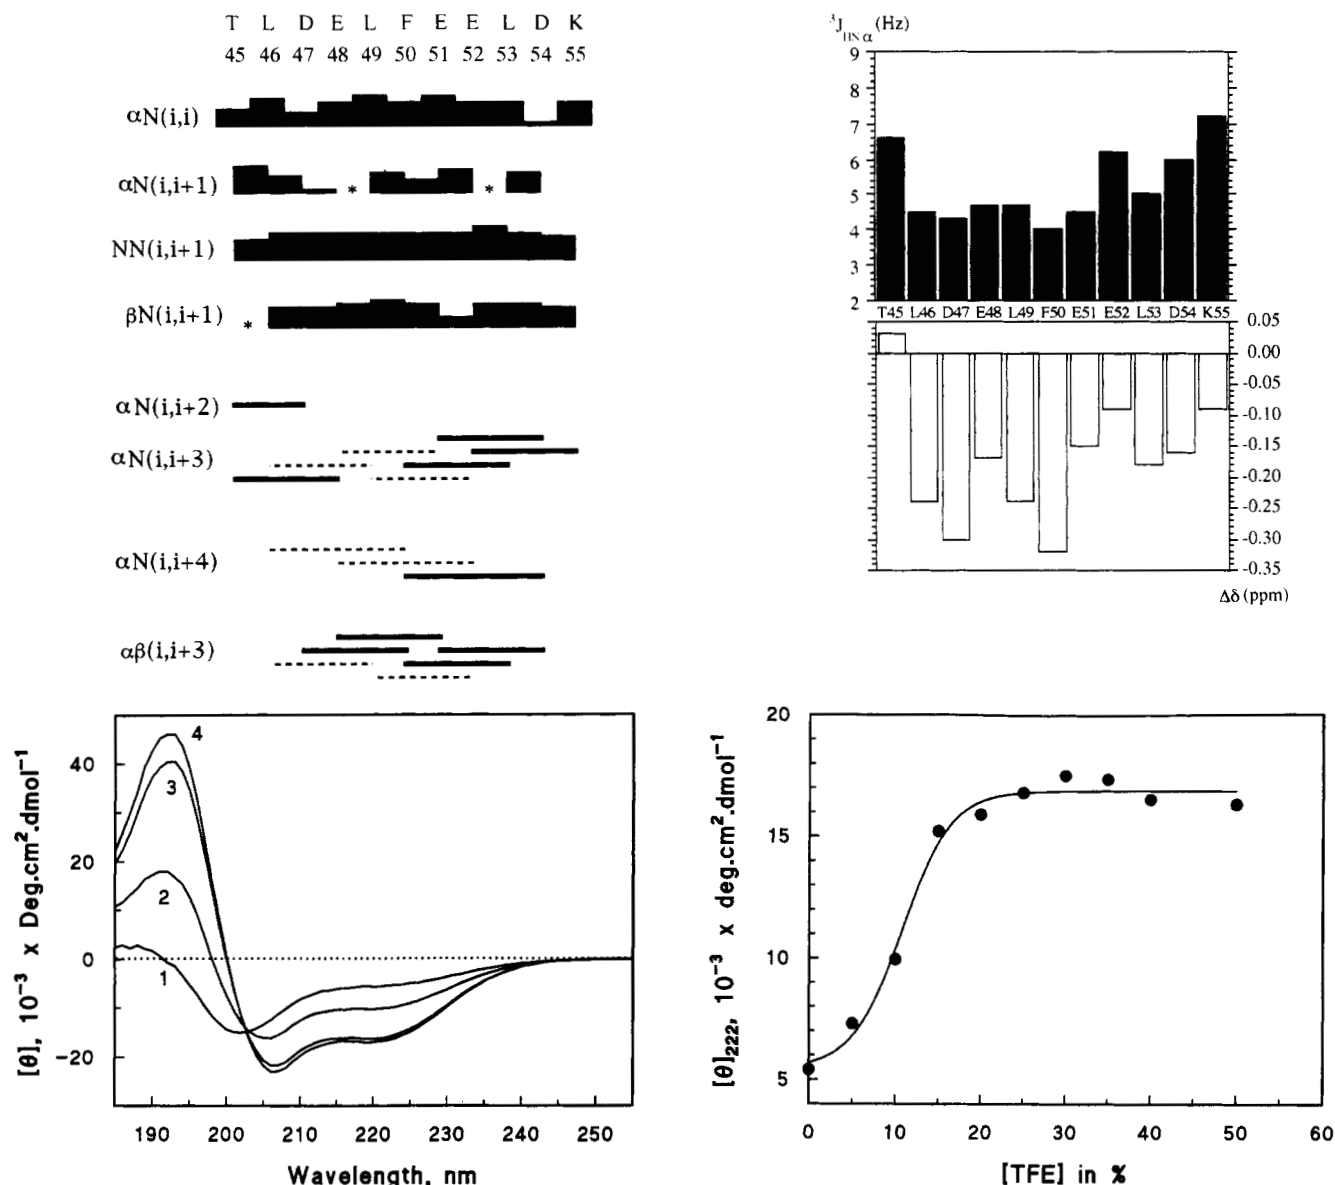 T L D E L F E E L D K
45 46 47 48 49 50 51 52 53 54 55
αN(i,i)
αN(i,i+1)
*
*
NN(i,i+1)
βN(i,i+1)
*
αN(i,i+2)
αN(i,i+3)
αN(i,i+4)
αβ(i,i+3)
³J HN α (Hz)
9
8
7
6
5
4
3
2
T45 L46 D47 E48 L49 F50 E51 E52 L53 D54 K55
0.05
0.00
-0.05
-0.10
-0.15
-0.20
-0.25
-0.30
-0.35
Δδ (ppm)
[θ], 10⁻³ x Deg.cm².dmol⁻¹
40
20
0
-20
4
3
2
1
190 200 210 220 230 240 250
Wavelength, nm
[θ]₂₂₂, 10⁻³ x deg.cm².dmol⁻¹
20
15
10
5
0 10 20 30 40 50 60
[TFE] in %